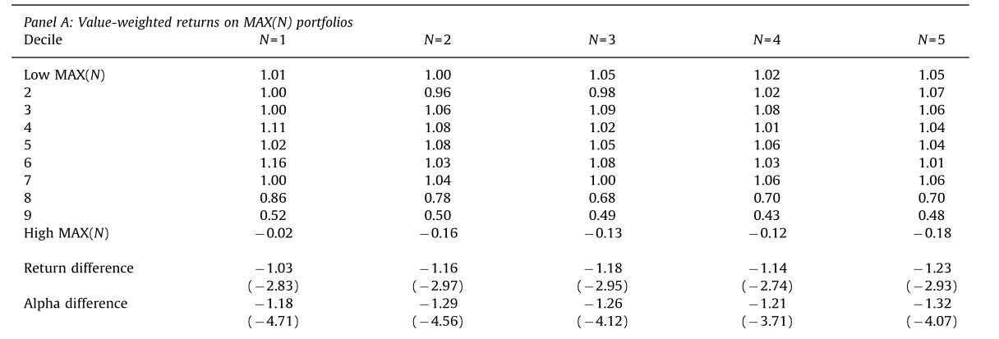 Panel A: Value-weighted returns on MAX(N) portfolios
Decile N=1 N=2 N=3 N=4 N=5
Low MAX(N) 1.01 1.00 1.05 1.02 1.05
2 1.00 0.96 0.98 1.02 1.07
3 1.00 1.06 1.09 1.08 1.06
4 1.11 1.08 1.02 1.01 1.04
5 1.02 1.08 1.05 1.06 1.04
6 1.16 1.03 1.08 1.03 1.01
7 1.00 1.04 1.00 1.06 1.06
8 0.86 0.78 0.68 0.70 0.70
9 0.52 0.50 0.49 0.43 0.48
High MAX(N) −0.02 −0.16 −0.13 −0.12 −0.18
Return difference −1.03 −1.16 −1.18 −1.14 −1.23
(−2.83) (−2.97) (−2.95) (−2.74) (−2.93)
Alpha difference −1.18 −1.29 −1.26 −1.21 −1.32
(−4.71) (−4.56) (−4.12) (−3.71) (−4.07)